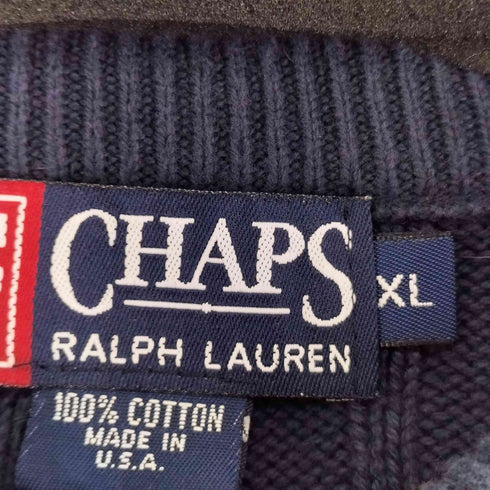 CHAPS
XL
RALPH LAUREN
100% COTTON
MADE IN
U.S.A.